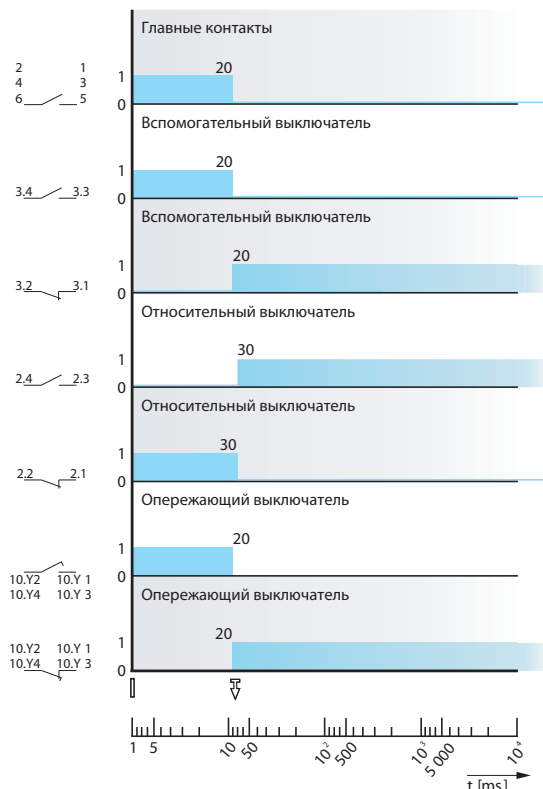 Главные контакты
2 1
4 3
6 5
20
1
0
Вспомогательный выключатель
3.4 3.3
20
1
0
Вспомогательный выключатель
3.2 3.1
20
1
0
Относительный выключатель
2.4 2.3
30
1
0
Относительный выключатель
2.2 2.1
30
1
0
Опережающий выключатель
10.Y2 10.Y 1
10.Y4 10.Y 3
20
1
0
Опережающий выключатель
10.Y2 10.Y 1
10.Y4 10.Y 3
20
1
0
1 5 10 50 10² 500 10³ 5 000 10⁴
t [ms]